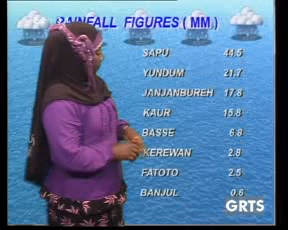 RAINFALL FIGURES ( MM )
SAPU 44.5
YUNDUM 21.7
JANJANBUREH 17.8
KAUR 15.8
BASSE 6.8
KEREWAN 2.8
FATOTO 2.5
BANJUL 0.6
GRTS